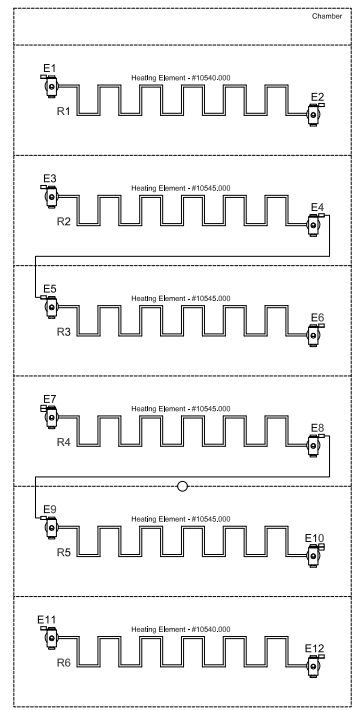 Chamber
E1
Heating Element - #10540.000
E2
R1
E3
Heating Element - #10545.000
E4
R2
E5
Heating Element - #10545.000
E6
R3
E7
Heating Element - #10545.000
E8
R4
E9
Heating Element - #10545.000
E10
R5
E11
Heating Element - #10540.000
E12
R6